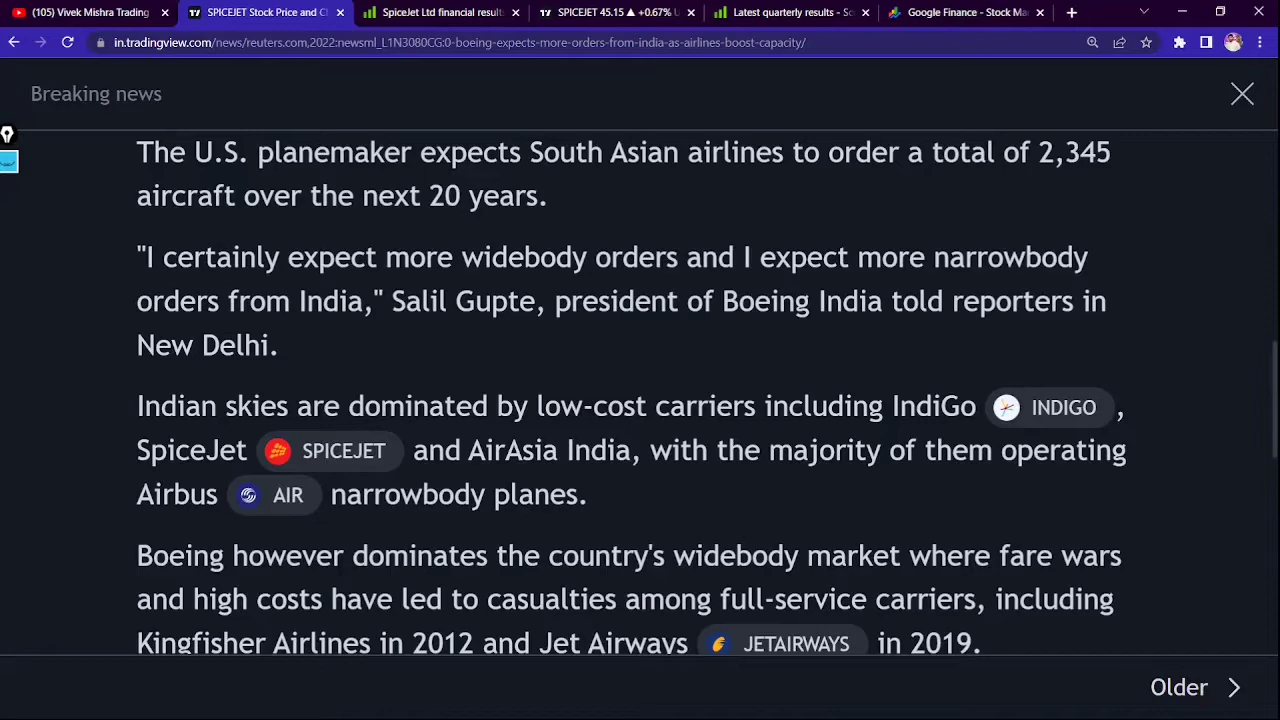 (105) Vivek Mishra Trading
SPICEJET Stock Price and C
SpiceJet Ltd financial results
SPICEJET 45.15 ▲ +0.67% U
Latest quarterly results - Sc
Google Finance - Stock Ma
in.tradingview.com/news/reuters.com,2022:newsml_L1N3080CG:0-boeing-expects-more-orders-from-india-as-airlines-boost-capacity/
Breaking news
The U.S. planemaker expects South Asian airlines to order a total of 2,345
aircraft over the next 20 years.
"I certainly expect more widebody orders and I expect more narrowbody
orders from India," Salil Gupte, president of Boeing India told reporters in
New Delhi.
Indian skies are dominated by low-cost carriers including IndiGo INDIGO ,
SpiceJet SPICEJET and AirAsia India, with the majority of them operating
Airbus AIR narrowbody planes.
Boeing however dominates the country's widebody market where fare wars
and high costs have led to casualties among full-service carriers, including
Kingfisher Airlines in 2012 and Jet Airways JETAIRWAYS in 2019.
Older